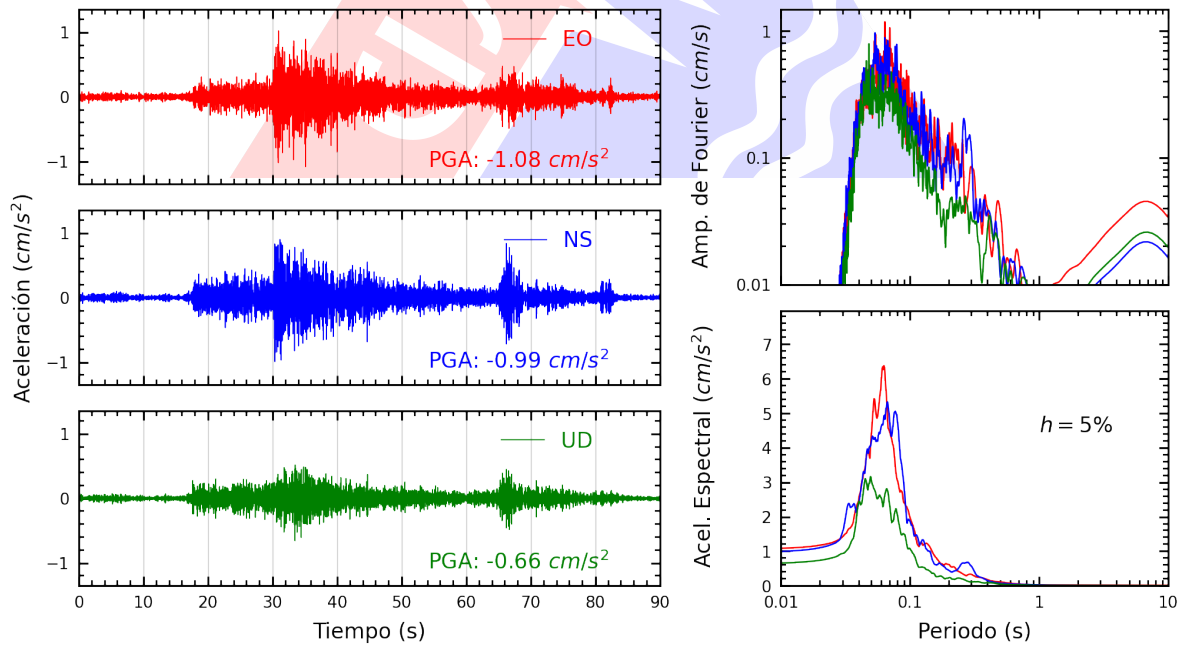 EO
PGA: -1.08 cm/s²
1
0
−1
NS
PGA: -0.99 cm/s²
1
0
−1
UD
PGA: -0.66 cm/s²
1
0
−1
0 10 20 30 40 50 60 70 80 90
Tiempo (s)
Aceleración (cm/s²)
Amp. de Fourier (cm/s)
1
0.1
0.01
Acel. Espectral (cm/s²)
7
6
5
4
3
2
1
0
h = 5%
0.01 0.1 1 10
Periodo (s)